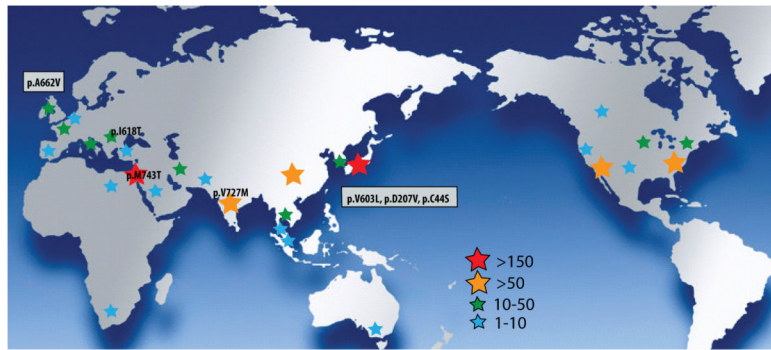 p.A662V
p.I618T
p.M743T
p.V727M
p.V603L, p.D207V, p.C44S
>150
>50
10-50
1-10